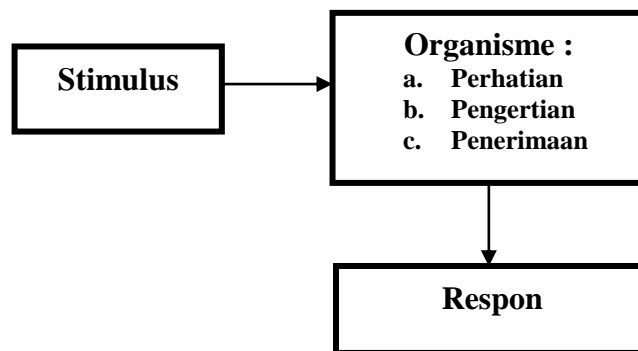 Stimulus
Organisme :
a. Perhatian
b. Pengertian
c. Penerimaan
Respon